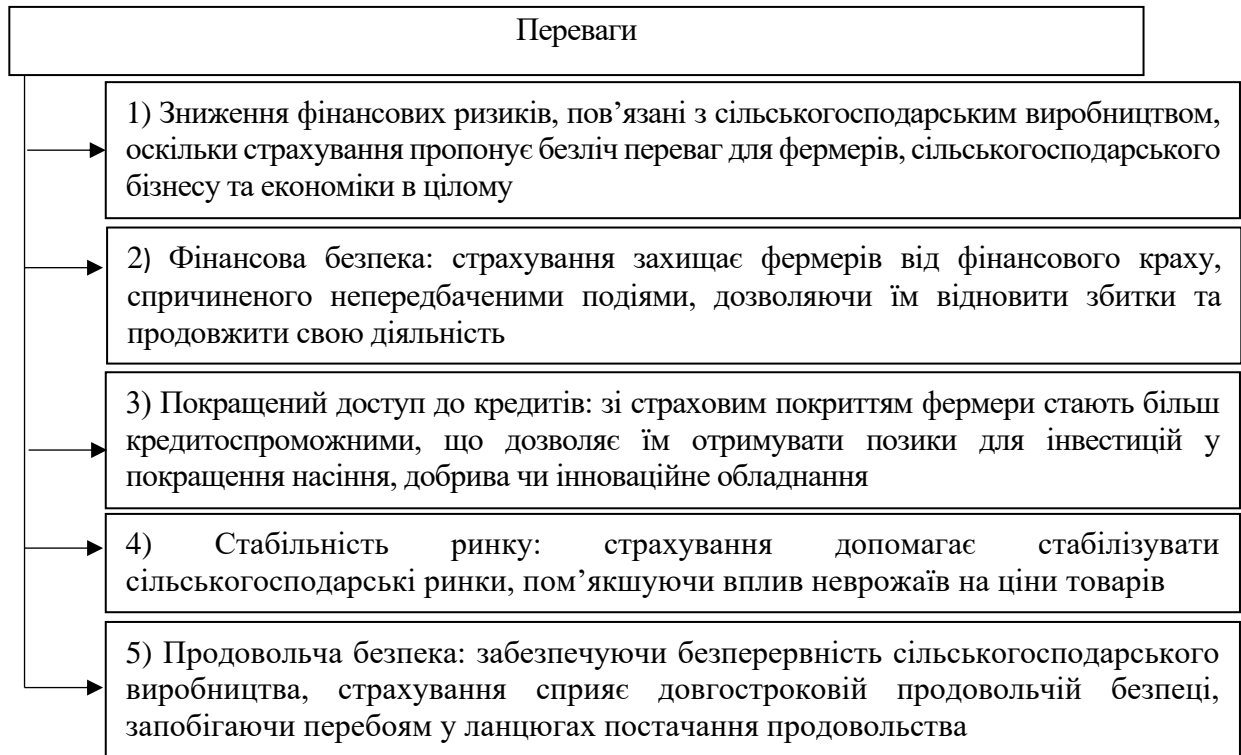 Переваги
1) Зниження фінансових ризиків, пов’язані з сільськогосподарським виробництвом,
оскільки страхування пропонує безліч переваг для фермерів, сільськогосподарського
бізнесу та економіки в цілому
2) Фінансова безпека: страхування захищає фермерів від фінансового краху,
спричиненого непередбаченими подіями, дозволяючи їм відновити збитки та
продовжити свою діяльність
3) Покращений доступ до кредитів: зі страховим покриттям фермери стають більш
кредитоспроможними, що дозволяє їм отримувати позики для інвестицій у
покращення насіння, добрива чи інноваційне обладнання
4) Стабільність ринку: страхування допомагає стабілізувати
сільськогосподарські ринки, пом’якшуючи вплив неврожаїв на ціни товарів
5) Продовольча безпека: забезпечуючи безперервність сільськогосподарського
виробництва, страхування сприяє довгостроковій продовольчій безпеці,
запобігаючи перебоям у ланцюгах постачання продовольства